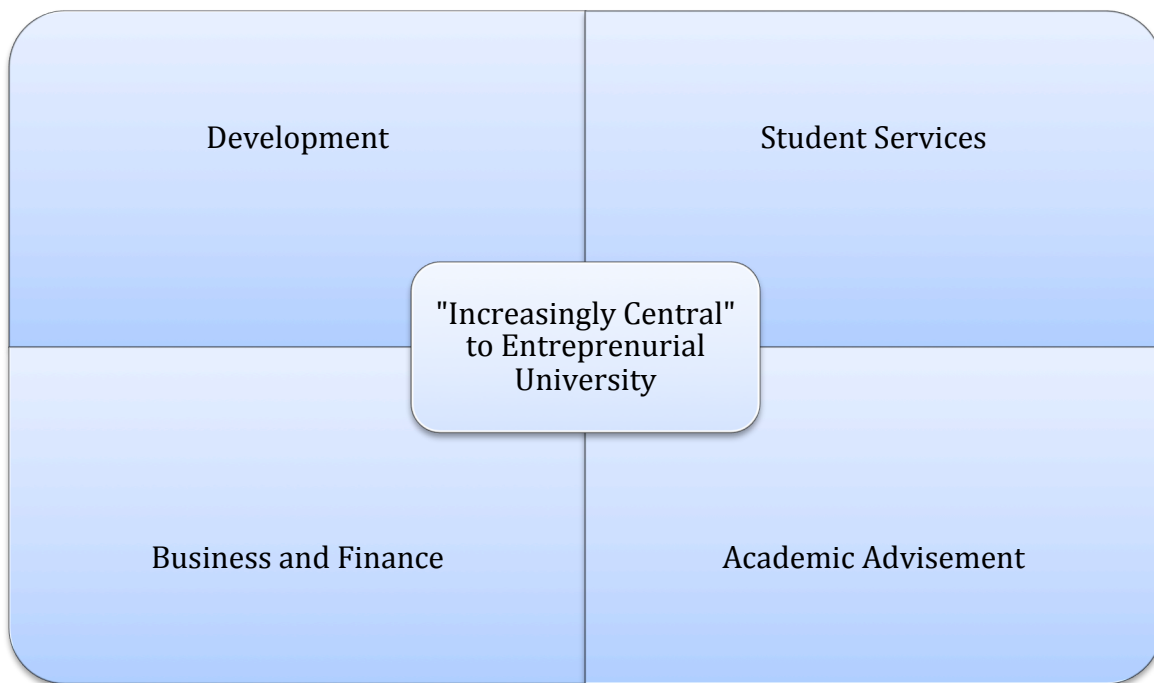 Development
Student Services
"Increasingly Central"
to Entreprenurial
University
Business and Finance
Academic Advisement